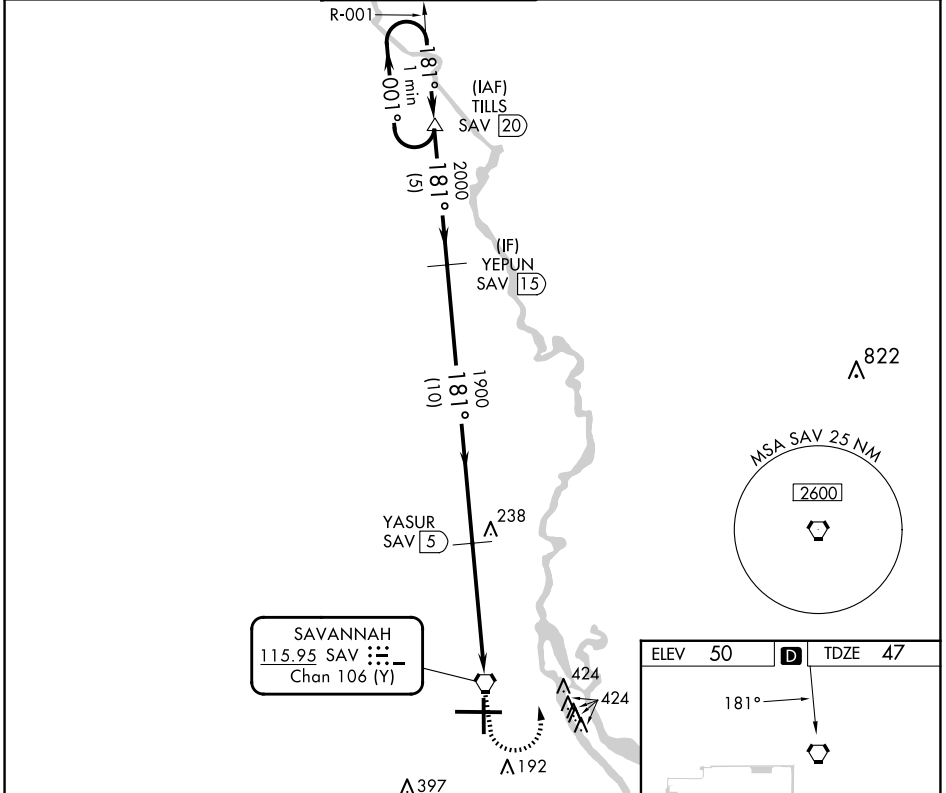 R-001
181°
1 min
001°
(IAF)
TILLS
SAV 20
2000
181°
(5)
(IF)
YEPUN
SAV 15
1900
181°
(10)
822
MSA SAV 25 NM
2600
YASUR
SAV 5
238
SAVANNAH
115.95 SAV
Chan 106 (Y)
424
424
192
397
ELEV 50 D TDZE 47
181°